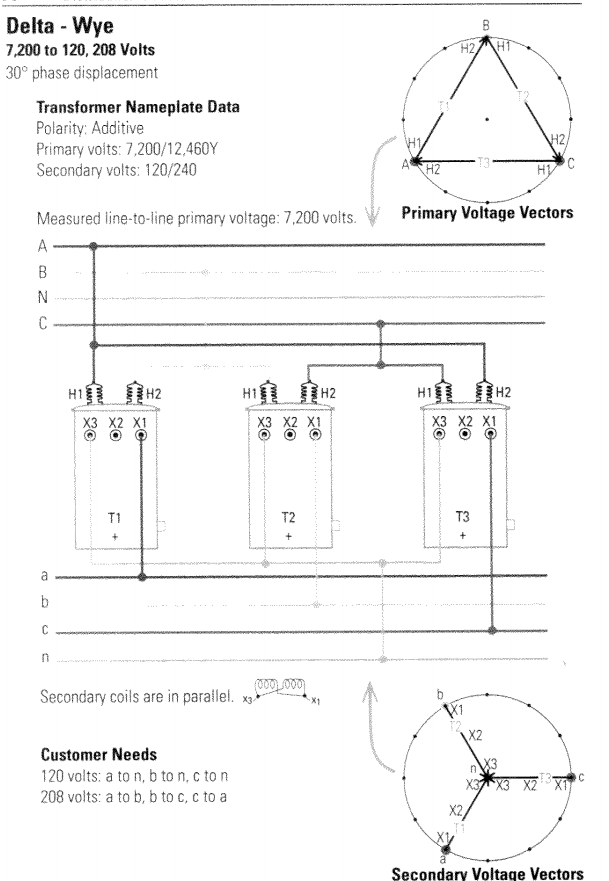 Delta - Wye
7,200 to 120, 208 Volts
30° phase displacement
Transformer Nameplate Data
Polarity: Additive
Primary volts: 7,200/12,460Y
Secondary volts: 120/240
Measured line-to-line primary voltage: 7,200 volts.
B
H2 H1
T1 T2
H1 H2
A H2 T3 H1 C
Primary Voltage Vectors
A
B
N
C
H1 H2 H1 H2 H1 H2
X3 X2 X1 X3 X2 X1 X3 X2 X1
T1 T2 T3
+ + +
a
b
c
n
Secondary coils are in parallel. X3 X1
Customer Needs
120 volts: a to n, b to n, c to n
208 volts: a to b, b to c, c to a
b
X1
T2
X2
X3
n
X3 X3 X2 T3 X1 c
X2
T1
X1
a
Secondary Voltage Vectors